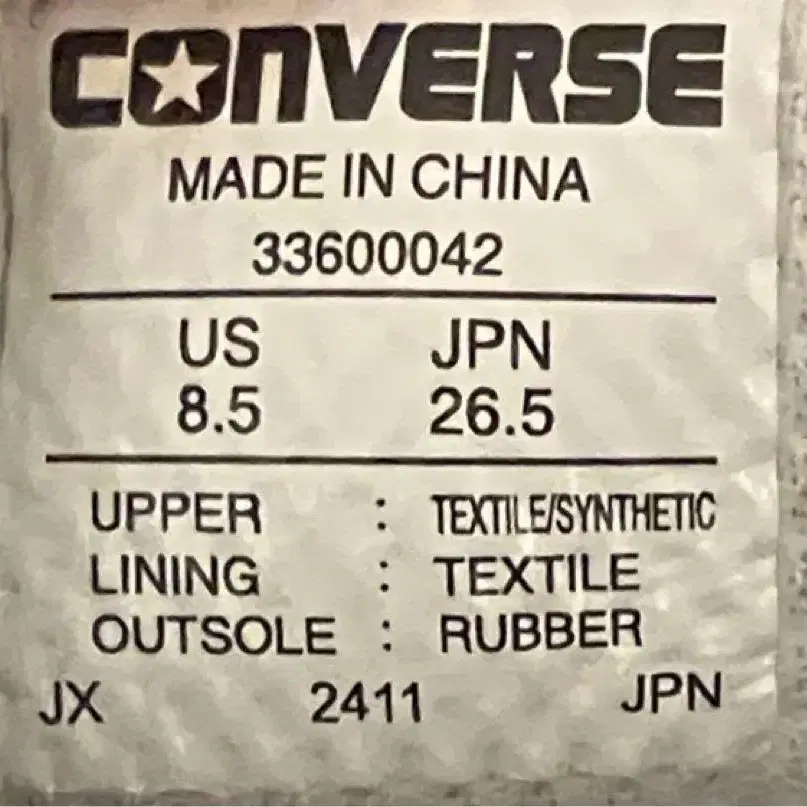 CONVERSE
MADE IN CHINA
33600042
US JPN
8.5 26.5
UPPER : TEXTILE/SYNTHETIC
LINING : TEXTILE
OUTSOLE : RUBBER
JX 2411 JPN